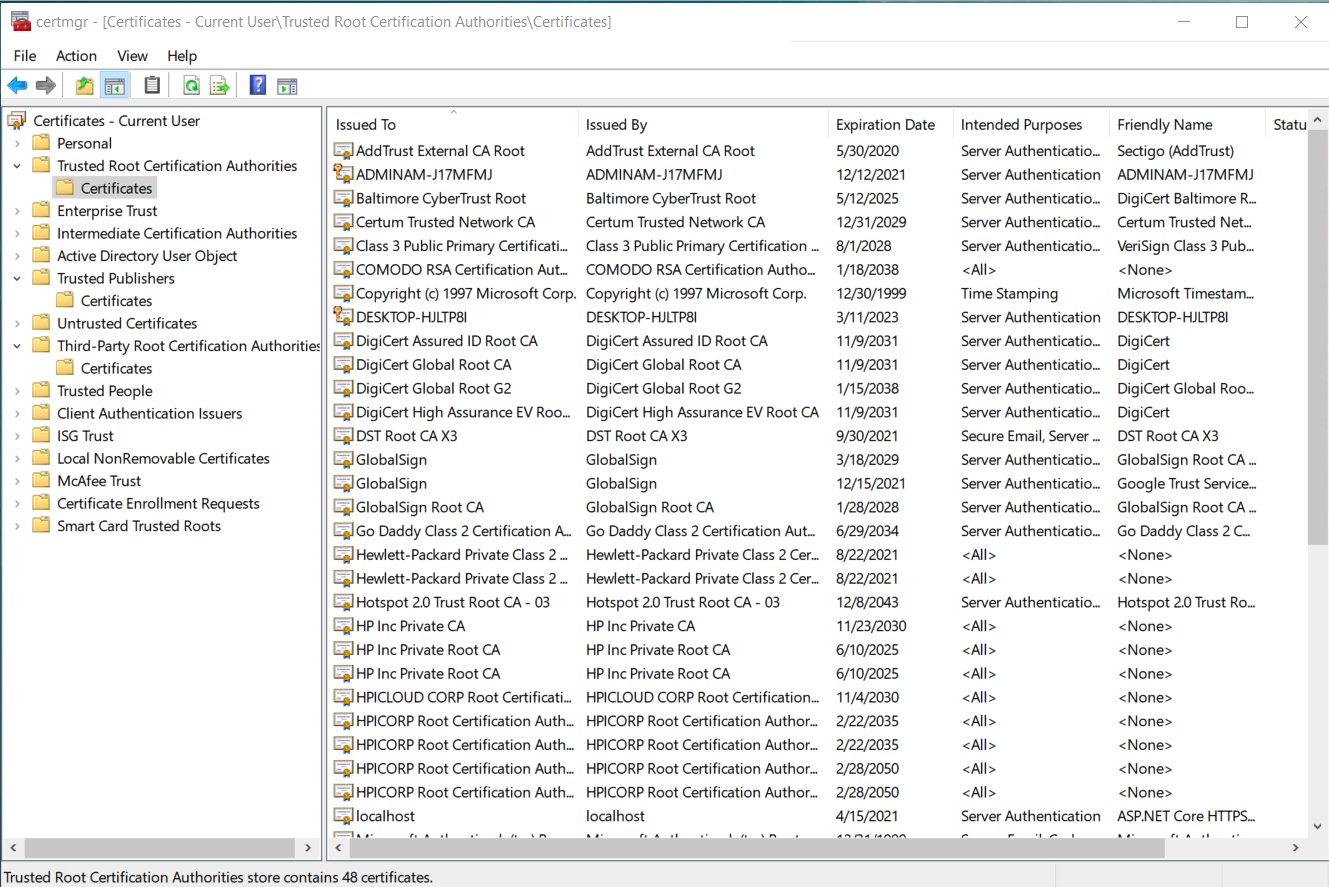 certmgr - [Certificates - Current User\Trusted Root Certification Authorities\Certificates]
File Action View Help
Certificates - Current User
Personal
Trusted Root Certification Authorities
Certificates
Enterprise Trust
Intermediate Certification Authorities
Active Directory User Object
Trusted Publishers
Certificates
Untrusted Certificates
Third-Party Root Certification Authorities
Certificates
Trusted People
Client Authentication Issuers
ISG Trust
Local NonRemovable Certificates
McAfee Trust
Certificate Enrollment Requests
Smart Card Trusted Roots
Issued To Issued By Expiration Date Intended Purposes Friendly Name Statu
AddTrust External CA Root AddTrust External CA Root 5/30/2020 Server Authenticatio... Sectigo (AddTrust)
ADMINAM-J17MFMJ ADMINAM-J17MFMJ 12/12/2021 Server Authentication ADMINAM-J17MFMJ
Baltimore CyberTrust Root Baltimore CyberTrust Root 5/12/2025 Server Authenticatio... DigiCert Baltimore R...
Certum Trusted Network CA Certum Trusted Network CA 12/31/2029 Server Authenticatio... Certum Trusted Net...
Class 3 Public Primary Certificati... Class 3 Public Primary Certification ... 8/1/2028 Server Authenticatio... VeriSign Class 3 Pub...
COMODO RSA Certification Aut... COMODO RSA Certification Autho... 1/18/2038 <All> <None>
Copyright (c) 1997 Microsoft Corp. Copyright (c) 1997 Microsoft Corp. 12/30/1999 Time Stamping Microsoft Timestam...
DESKTOP-HJLTP8I DESKTOP-HJLTP8I 3/11/2023 Server Authentication DESKTOP-HJLTP8I
DigiCert Assured ID Root CA DigiCert Assured ID Root CA 11/9/2031 Server Authenticatio... DigiCert
DigiCert Global Root CA DigiCert Global Root CA 11/9/2031 Server Authenticatio... DigiCert
DigiCert Global Root G2 DigiCert Global Root G2 1/15/2038 Server Authenticatio... DigiCert Global Roo...
DigiCert High Assurance EV Roo... DigiCert High Assurance EV Root CA 11/9/2031 Server Authenticatio... DigiCert
DST Root CA X3 DST Root CA X3 9/30/2021 Secure Email, Server ... DST Root CA X3
GlobalSign GlobalSign 3/18/2029 Server Authenticatio... GlobalSign Root CA ...
GlobalSign GlobalSign 12/15/2021 Server Authenticatio... Google Trust Service...
GlobalSign Root CA GlobalSign Root CA 1/28/2028 Server Authenticatio... GlobalSign Root CA ...
Go Daddy Class 2 Certification A... Go Daddy Class 2 Certification Aut... 6/29/2034 Server Authenticatio... Go Daddy Class 2 C...
Hewlett-Packard Private Class 2 ... Hewlett-Packard Private Class 2 Cer... 8/22/2021 <All> <None>
Hewlett-Packard Private Class 2 ... Hewlett-Packard Private Class 2 Cer... 8/22/2021 <All> <None>
Hotspot 2.0 Trust Root CA - 03 Hotspot 2.0 Trust Root CA - 03 12/8/2043 Server Authenticatio... Hotspot 2.0 Trust Ro...
HP Inc Private CA HP Inc Private CA 11/23/2030 <All> <None>
HP Inc Private Root CA HP Inc Private Root CA 6/10/2025 <All> <None>
HP Inc Private Root CA HP Inc Private Root CA 6/10/2025 <All> <None>
HPICLOUD CORP Root Certificati... HPICLOUD CORP Root Certification... 11/4/2030 <All> <None>
HPICORP Root Certification Auth... HPICORP Root Certification Author... 2/22/2035 <All> <None>
HPICORP Root Certification Auth... HPICORP Root Certification Author... 2/22/2035 <All> <None>
HPICORP Root Certification Auth... HPICORP Root Certification Author... 2/28/2050 <All> <None>
HPICORP Root Certification Auth... HPICORP Root Certification Author... 2/28/2050 <All> <None>
localhost localhost 4/15/2021 Server Authentication ASP.NET Core HTTPS...
Trusted Root Certification Authorities store contains 48 certificates.